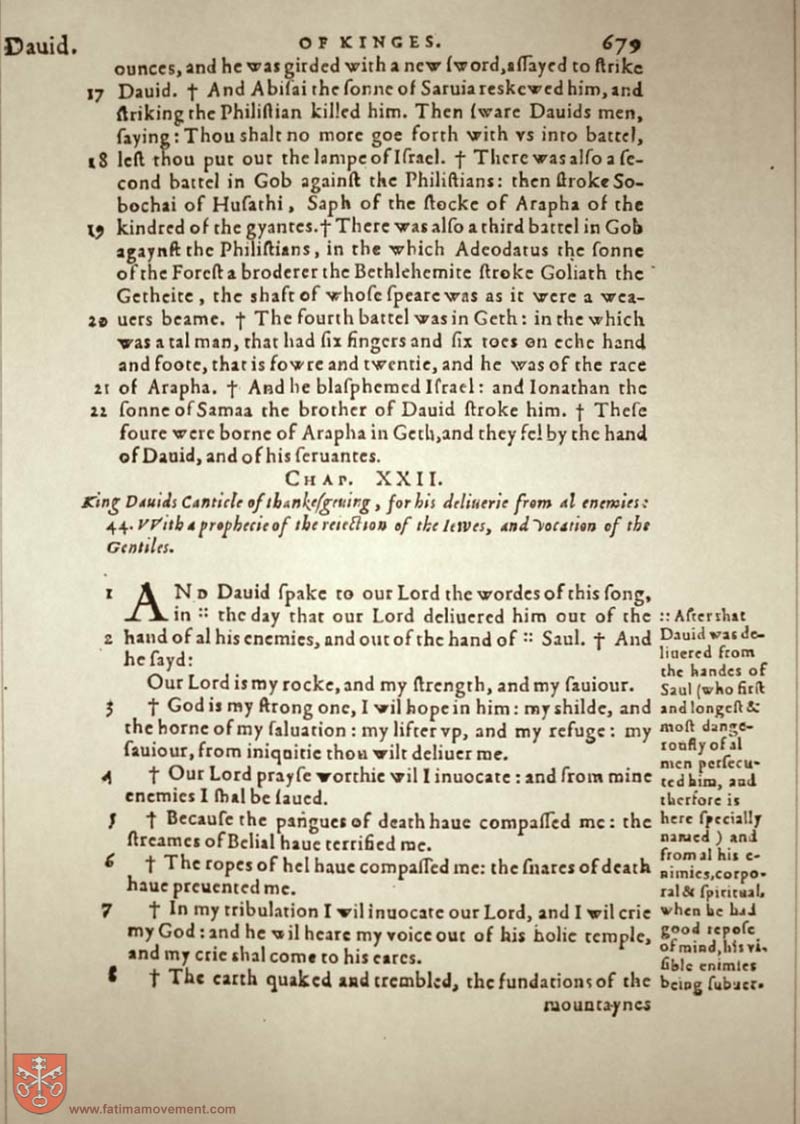 Dauid. OF KINGES. 679
ounces, and he was girded with a new ſword, aſſayed to ſtrike
17 Dauid. † And Abiſai the ſonne of Saruia reskewed him, and
ſtriking the Philiſtian killed him. Then ſware Dauids men,
ſaying: Thou shalt no more goe forth with vs into battel,
18 leſt thou put out the lampe of Iſrael. † There was alſo a ſe-
cond battel in Gob againſt the Philiſtians: then ſtroke So-
bochai of Huſathi, Saph of the ſtocke of Arapha of the
19 kindred of the gyantes. † There was alſo a third battel in Gob
agaynſt the Philiſtians, in the which Adeodatus the ſonne
of the Foreſt a broderer the Bethlehemite ſtroke Goliath the
Getheite, the shaft of whoſe ſpeare was as it were a wea-
20 uers beame. † The fourth battel was in Geth: in the which
was a tal man, that had ſix fingers and ſix toes on eche hand
and foote, that is fowre and twentie, and he was of the race
21 of Arapha. † And he blaſphemed Iſrael: and Ionathan the
22 ſonne of Samaa the brother of Dauid ſtroke him. † Theſe
foure were borne of Arapha in Geth, and they fel by the hand
of Dauid, and of his ſeruantes.
CHAP. XXII.
King Dauids Canticle of thankeſgeuing, for his deliuerie from al enemies:
44. VVith a prophecie of the reiection of the Iewes, and vocation of the
Gentiles.
1 AND Dauid ſpake to our Lord the wordes of this ſong,
in :: the day that our Lord deliuered him out of the
2 hand of al his enemies, and out of the hand of :: Saul. † And
he ſayd:
Our Lord is my rocke, and my ſtrength, and my ſauiour.
3 † God is my ſtrong one, I wil hope in him: my shilde, and
the horne of my ſaluation: my lifter vp, and my refuge: my
ſauiour, from iniquitie thou wilt deliuer me.
4 † Our Lord prayſe worthie wil I inuocate: and from mine
enemies I shal be ſaued.
5 † Becauſe the pangues of death haue compaſſed me: the
ſtreames of Belial haue terrified me.
6 † The ropes of hel haue compaſſed me: the ſnares of death
haue preuented me.
7 † In my tribulation I wil inuocate our Lord, and I wil crie
my God: and he wil heare my voice out of his holie temple,
and my crie shal come to his eares.
8 † The earth quaked and trembled, the fundations of the
mountaynes
:: After that
Dauid was de-
liuered from
the handes of
Saul (who firſt
and longeſt &
moſt dange-
rouſly of al
men perſecu-
ted him, and
therfore is
here ſpecially
named) and
from al his e-
nimies, corpo-
ral & ſpiritual,
when he had
good repoſe
of mind, his vi-
ſible enimies
being ſubuer-
www.fatimamovement.com